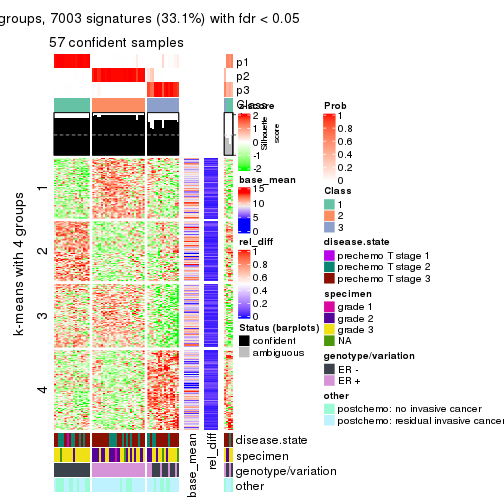 groups, 7003 signatures (33.1%) with fdr < 0.05
57 confident samples
p1
p2
p3
Class
z-score
2
1
0
-1
-2
Silhouette
score
base_mean
15
10
5
0
rel_diff
1
0.8
0.6
0.4
0.2
0
Status (barplots)
confident
ambiguous
Prob
1
0.8
0.6
0.4
0.2
0
Class
1
2
3
disease.state
prechemo T stage 1
prechemo T stage 2
prechemo T stage 3
specimen
grade 1
grade 2
grade 3
NA
genotype/variation
ER -
ER +
other
postchemo: no invasive cancer
postchemo: residual invasive cancer
k-means with 4 groups
1
2
3
4
base_mean
rel_diff
disease.state
specimen
genotype/variation
other